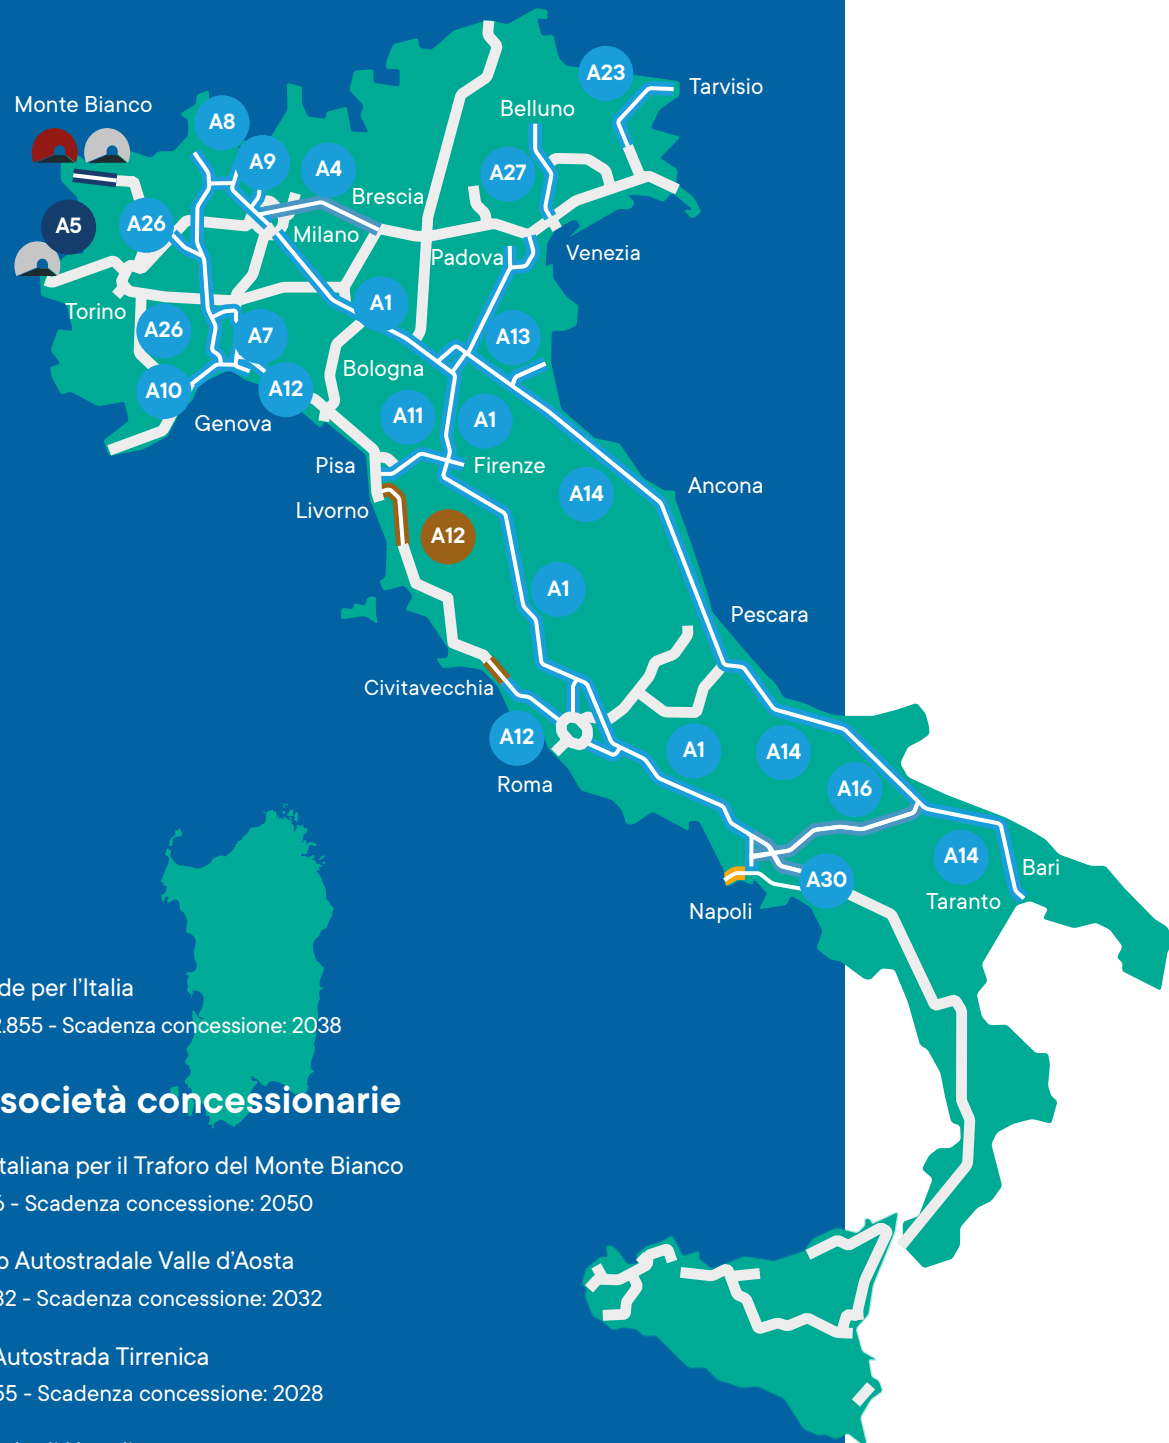 A23
Tarvisio
Monte Bianco
Belluno
A8
A9
A4
A27
Brescia
A5
A26
Milano
Padova
Venezia
Torino
A1
A26
A7
A13
Bologna
A10
A12
Genova
A11
A1
Pisa
Firenze
Ancona
A14
Livorno
A12
A1
Pescara
Civitavecchia
A12
A1
A14
Roma
A16
A14
Bari
A30
Taranto
Napoli
de per l'Italia
2.855 - Scadenza concessione: 2038
società concessionarie
taliana per il Traforo del Monte Bianco
6 - Scadenza concessione: 2050
o Autostradale Valle d'Aosta
32 - Scadenza concessione: 2032
Autostrada Tirrenica
55 - Scadenza concessione: 2028